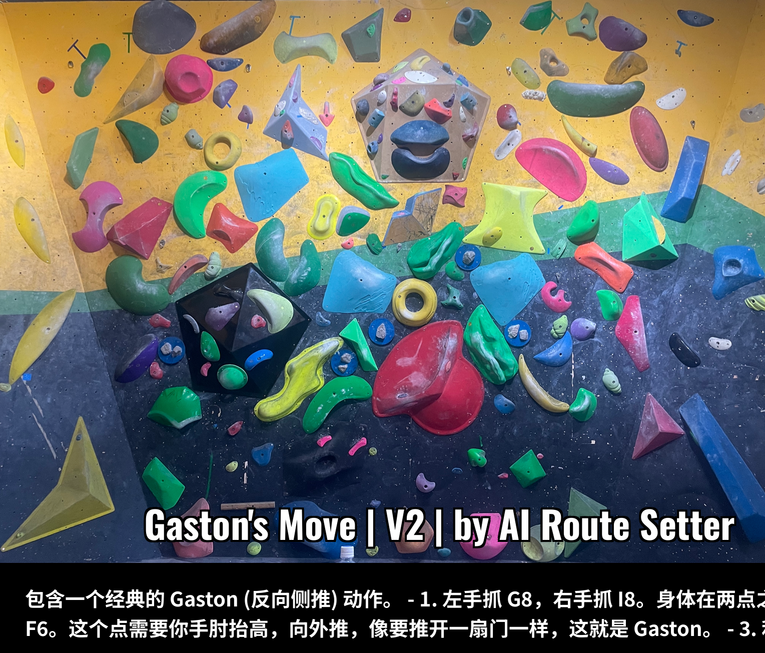 Gaston's Move | V2 | by AI Route Setter
包含一个经典的 Gaston (反向侧推) 动作。 - 1. 左手抓 G8，右手抓 I8。身体在两点之
F6。这个点需要你手肘抬高，向外推，像要推开一扇门一样，这就是 Gaston。 - 3.